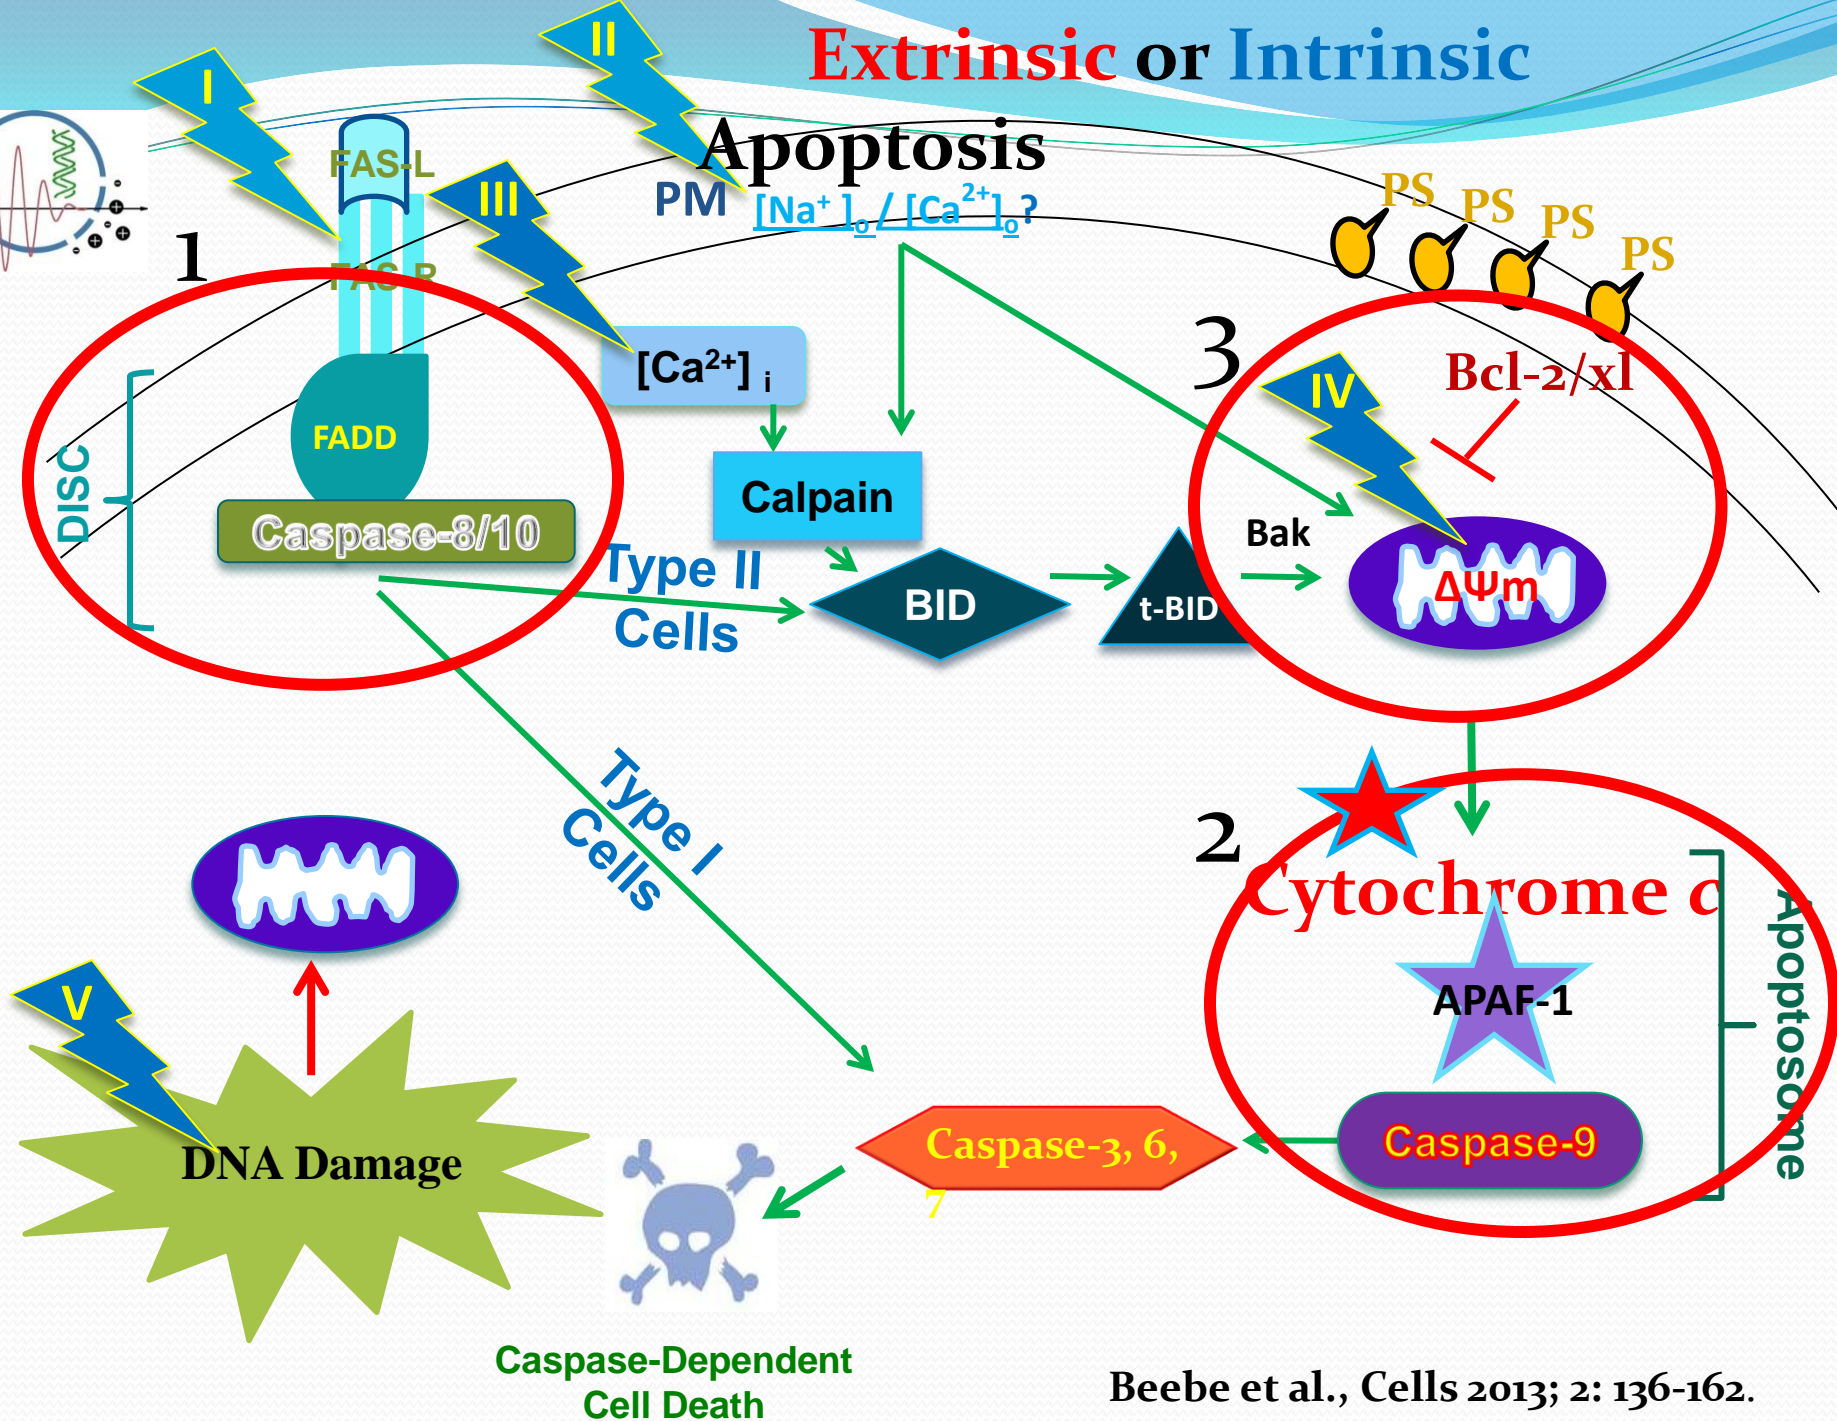 Extrinsic or Intrinsic
Apoptosis
I
II
III
FAS-L
FAS-R
PM
[Na+ ]o / [Ca2+]o?
PS
PS
PS
PS
1
[Ca2+] i
3
Bcl-2/xl
IV
FADD
DISC
Calpain
Caspase-8/10
Type II
Cells
BID
t-BID
Bak
ΔΨm
Type I
Cells
2
Cytochrome c
APAF-1
Apoptosome
Caspase-9
Caspase-3, 6,
7
V
DNA Damage
Caspase-Dependent
Cell Death
Beebe et al., Cells 2013; 2: 136-162.